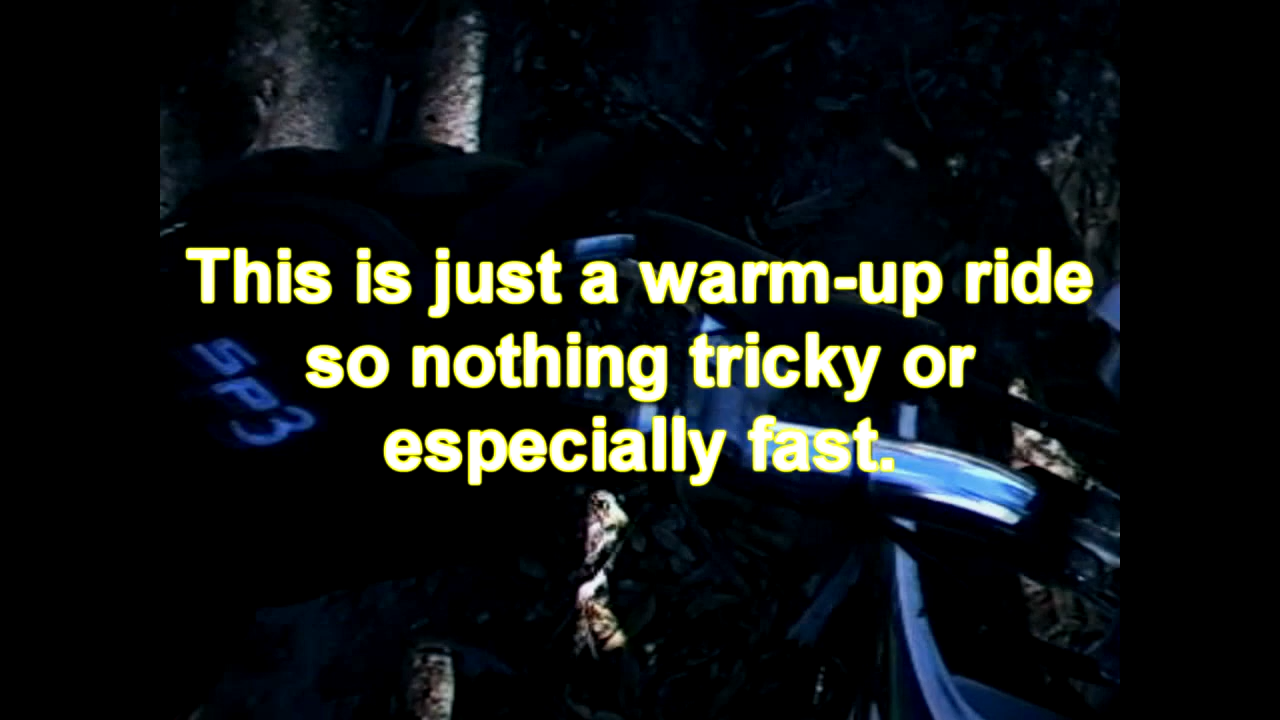 This is just a warm-up ride
so nothing tricky or
especially fast.
SP3